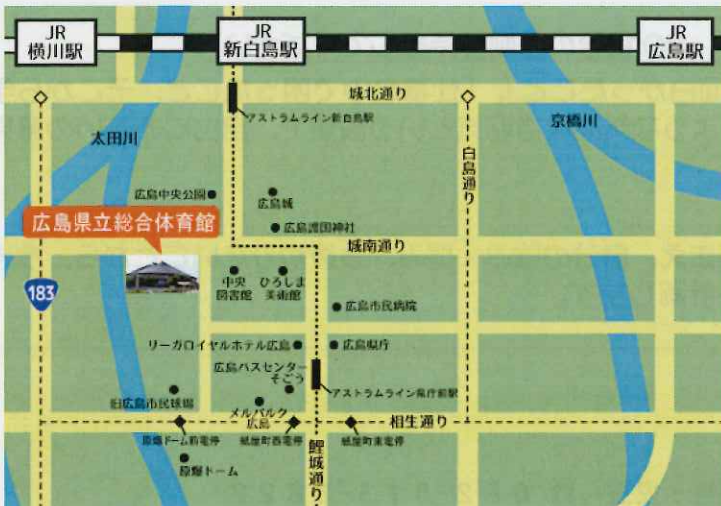 JR
横川駅
JR
新白島駅
JR
広島駅
城北通り
アストラムライン新白島駅
太田川
京橋川
白島通り
広島中央公園
広島城
広島県立総合体育館
広島護国神社
城南通り
183
中央
図書館
ひろしま
美術館
広島市民病院
リーガロイヤルホテル広島
広島県庁
広島バスセンター
そごう
アストラムライン県庁前駅
旧広島市民球場
メルパルク
広島
相生通り
原爆ドーム前電停
紙屋町西電停
紙屋町東電停
鯉城通り
原爆ドーム